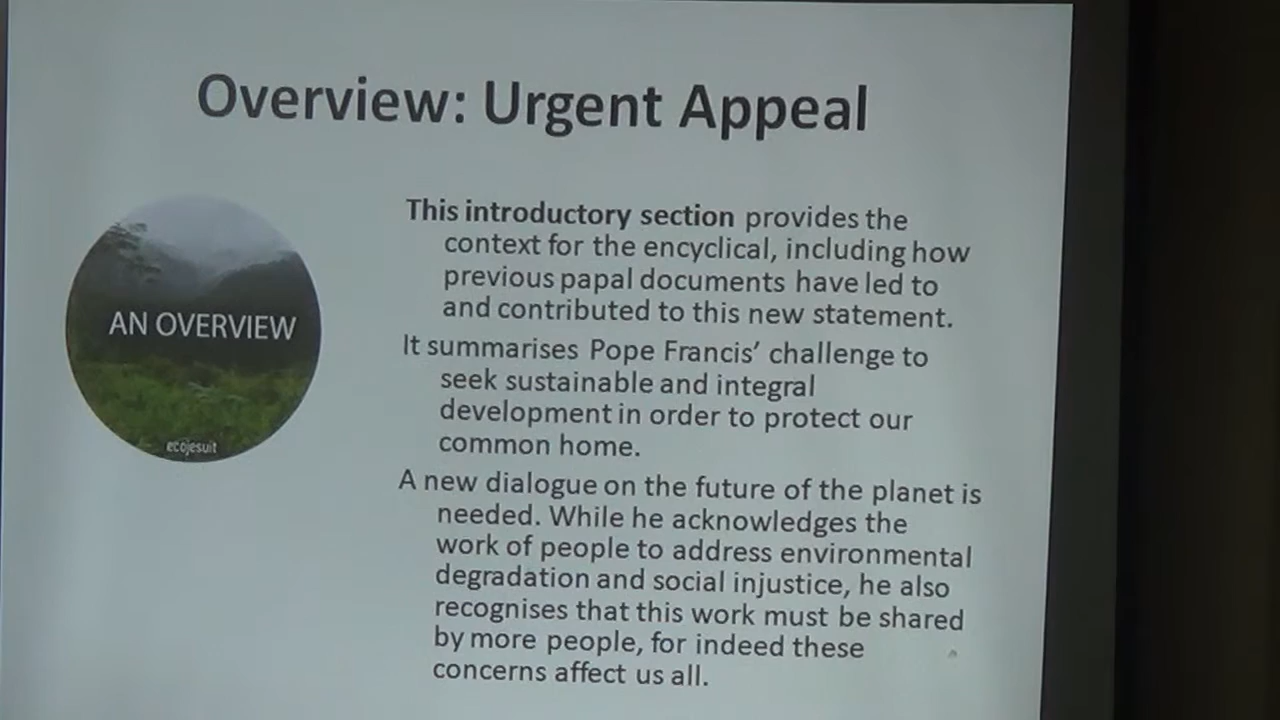 Overview: Urgent Appeal
AN OVERVIEW
ecojesuit
This introductory section provides the
context for the encyclical, including how
previous papal documents have led to
and contributed to this new statement.
It summarises Pope Francis’ challenge to
seek sustainable and integral
development in order to protect our
common home.
A new dialogue on the future of the planet is
needed. While he acknowledges the
work of people to address environmental
degradation and social injustice, he also
recognises that this work must be shared
by more people, for indeed these
concerns affect us all.